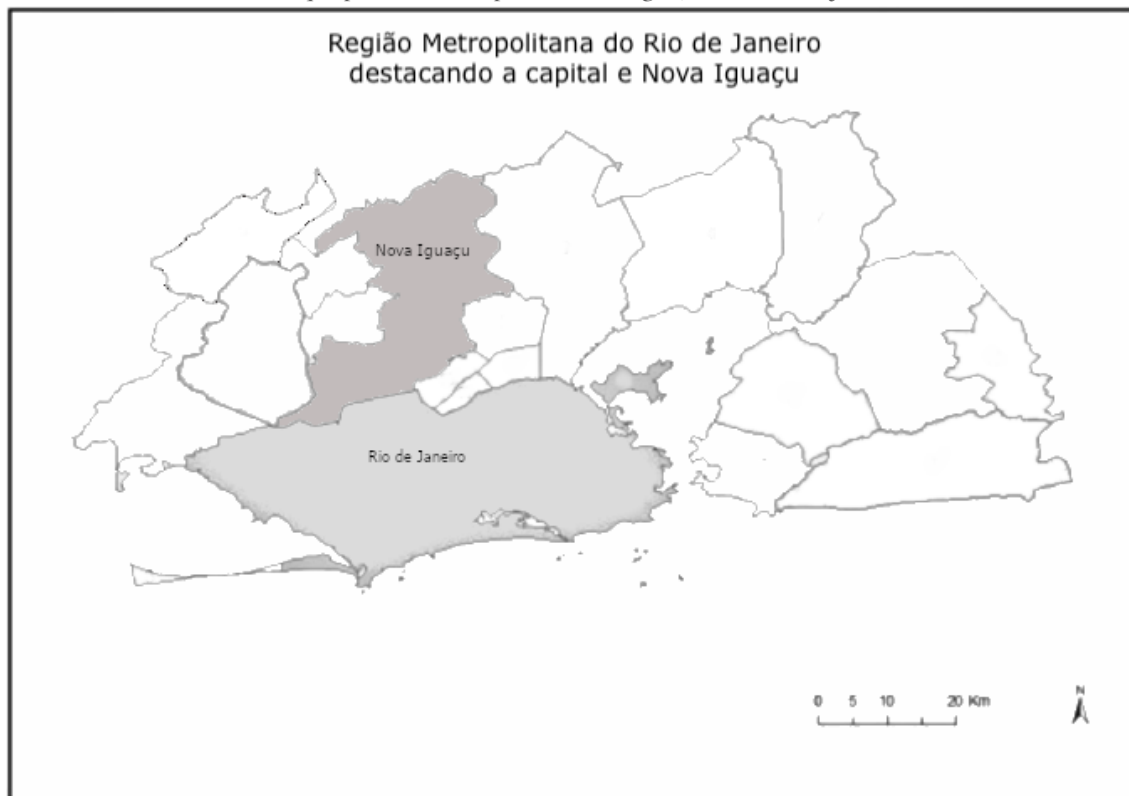 Região Metropolitana do Rio de Janeiro
destacando a capital e Nova Iguaçu
Nova Iguaçu
Rio de Janeiro
0 5 10 20 Km
N